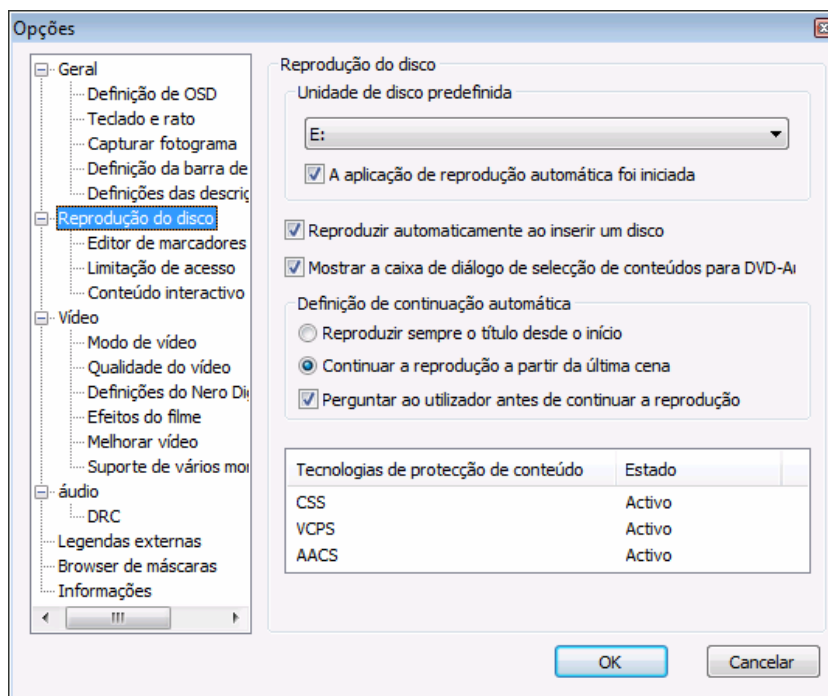 Opções
Geral
Definição de OSD
Teclado e rato
Capturar fotograma
Definição da barra de
Definições das descriç
Reprodução do disco
Editor de marcadores
Limitação de acesso
Conteúdo interactivo
Vídeo
Modo de vídeo
Qualidade do vídeo
Definições do Nero Di
Efeitos do filme
Melhorar vídeo
Suporte de vários mo
áudio
DRC
Legendas externas
Browser de máscaras
Informações
Reprodução do disco
Unidade de disco predefinida
E:
A aplicação de reprodução automática foi iniciada
Reproduzir automaticamente ao inserir um disco
Mostrar a caixa de diálogo de selecção de conteúdos para DVD-A
Definição de continuação automática
Reproduzir sempre o título desde o início
Continuar a reprodução a partir da última cena
Perguntar ao utilizador antes de continuar a reprodução
Tecnologias de protecção de conteúdo Estado
CSS Activo
VCPS Activo
AACS Activo
OK Cancelar